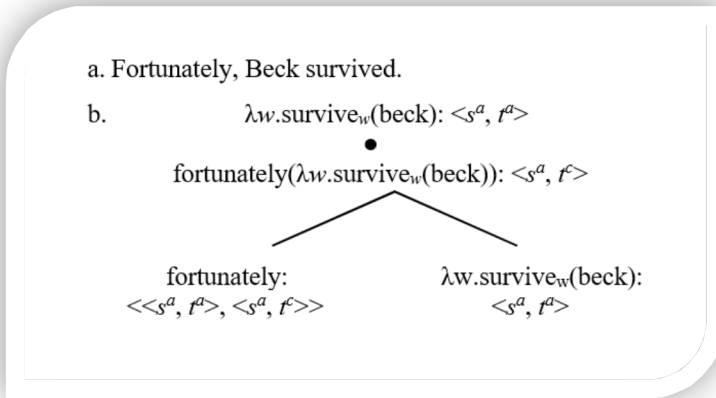 a. Fortunately, Beck survived.
b. λw.survivew(beck): <sᵃ, tᵃ>
●
fortunately(λw.survivew(beck)): <sᵃ, tᶜ>
fortunately: λw.survivew(beck):
<<sᵃ, tᵃ>, <sᵃ, tᶜ>> <sᵃ, tᵃ>